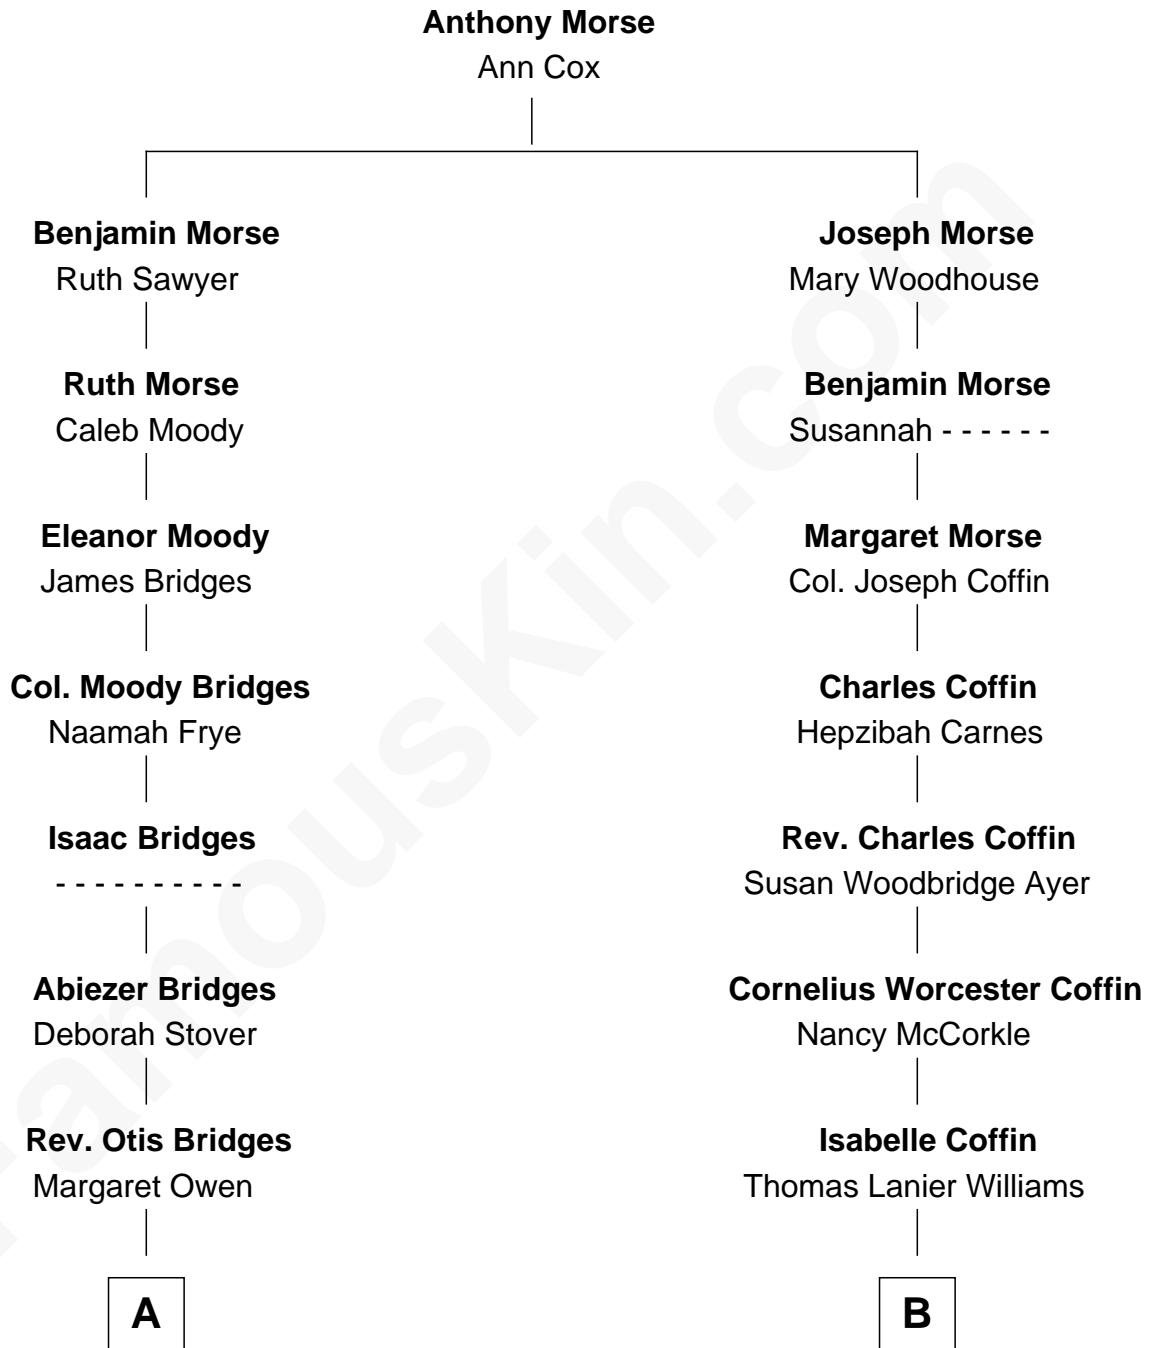 Anthony Morse
Ann Cox
Benjamin Morse
Ruth Sawyer
Joseph Morse
Mary Woodhouse
Ruth Morse
Caleb Moody
Benjamin Morse
Susannah - - - - - -
Eleanor Moody
James Bridges
Margaret Morse
Col. Joseph Coffin
Col. Moody Bridges
Naamah Frye
Charles Coffin
Hepzibah Carnes
Isaac Bridges
- - - - - - - - - -
Rev. Charles Coffin
Susan Woodbridge Ayer
Abiezer Bridges
Deborah Stover
Cornelius Worcester Coffin
Nancy McCorkle
Rev. Otis Bridges
Margaret Owen
Isabelle Coffin
Thomas Lanier Williams
A
B
FamousKin.com